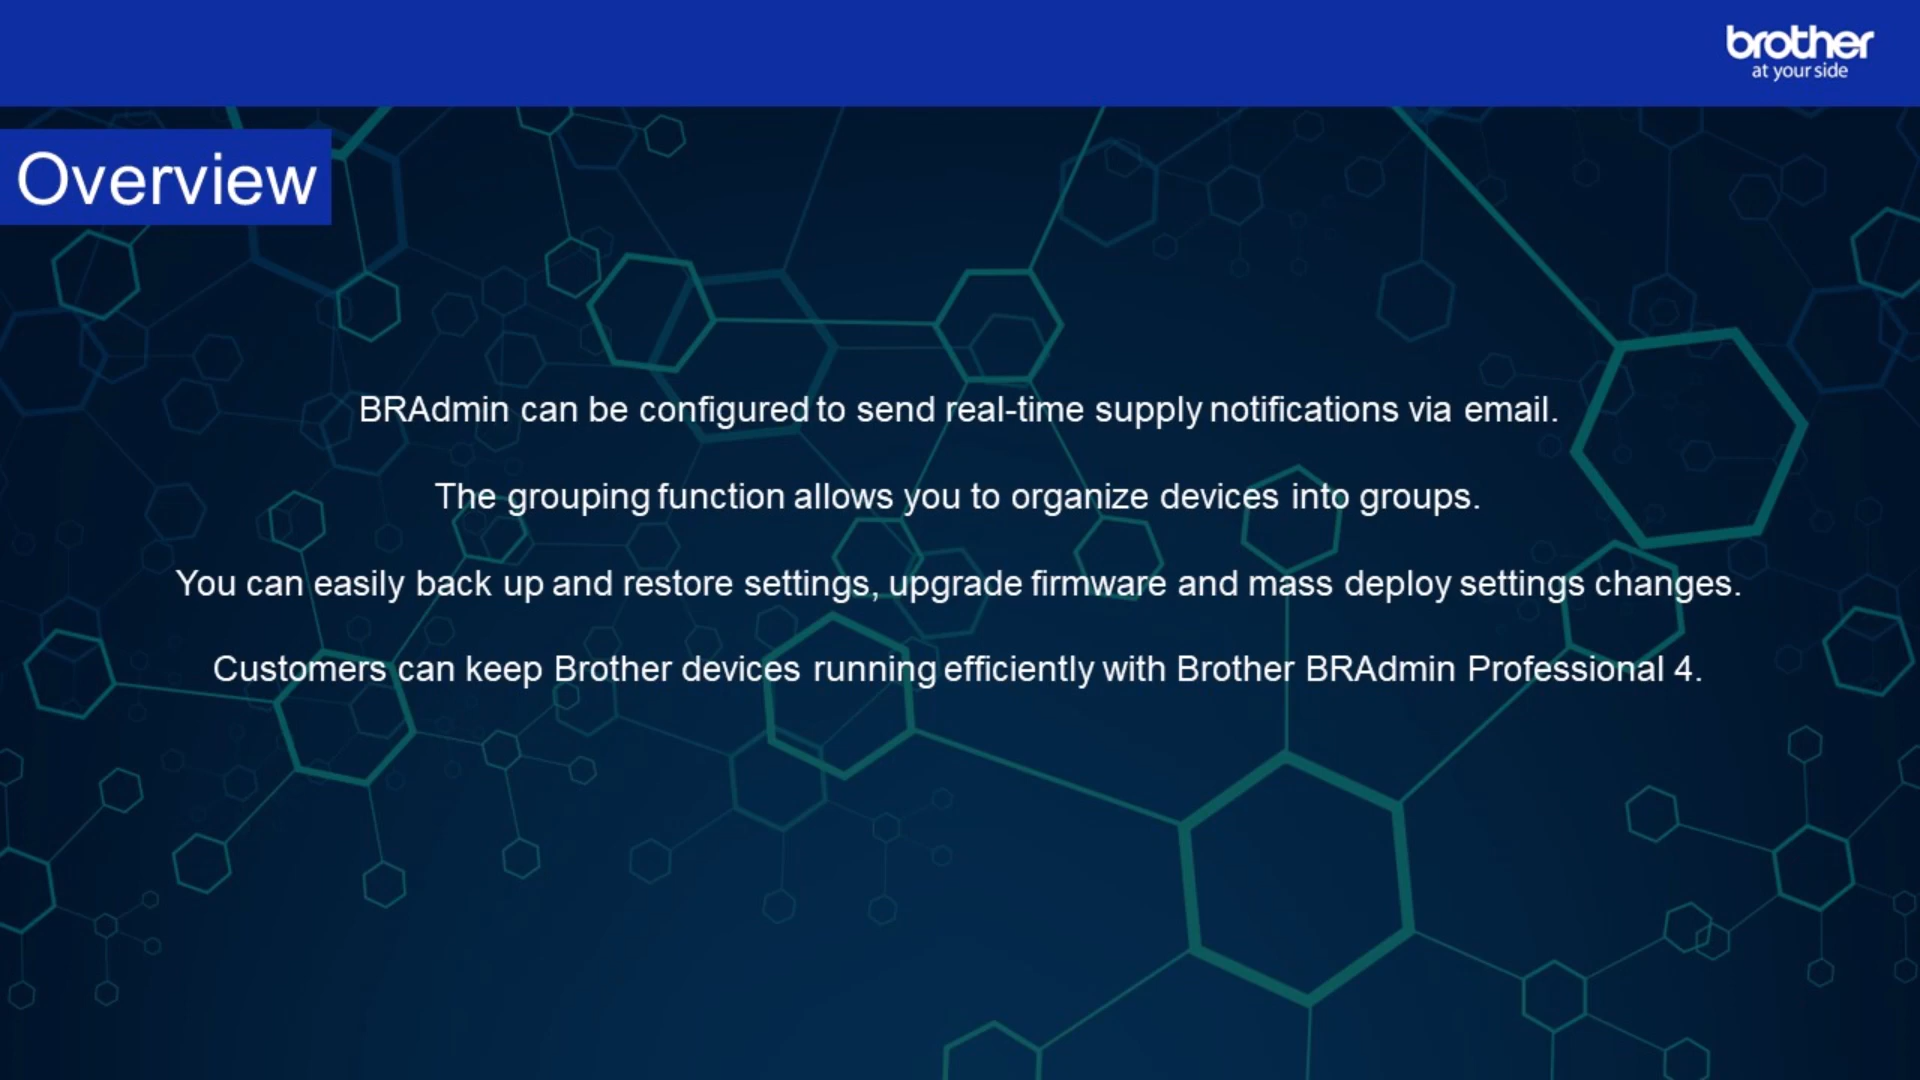 brother
at your side
Overview
BRAdmin can be configured to send real-time supply notifications via email.
The grouping function allows you to organize devices into groups.
You can easily back up and restore settings, upgrade firmware and mass deploy settings changes.
Customers can keep Brother devices running efficiently with Brother BRAdmin Professional 4.